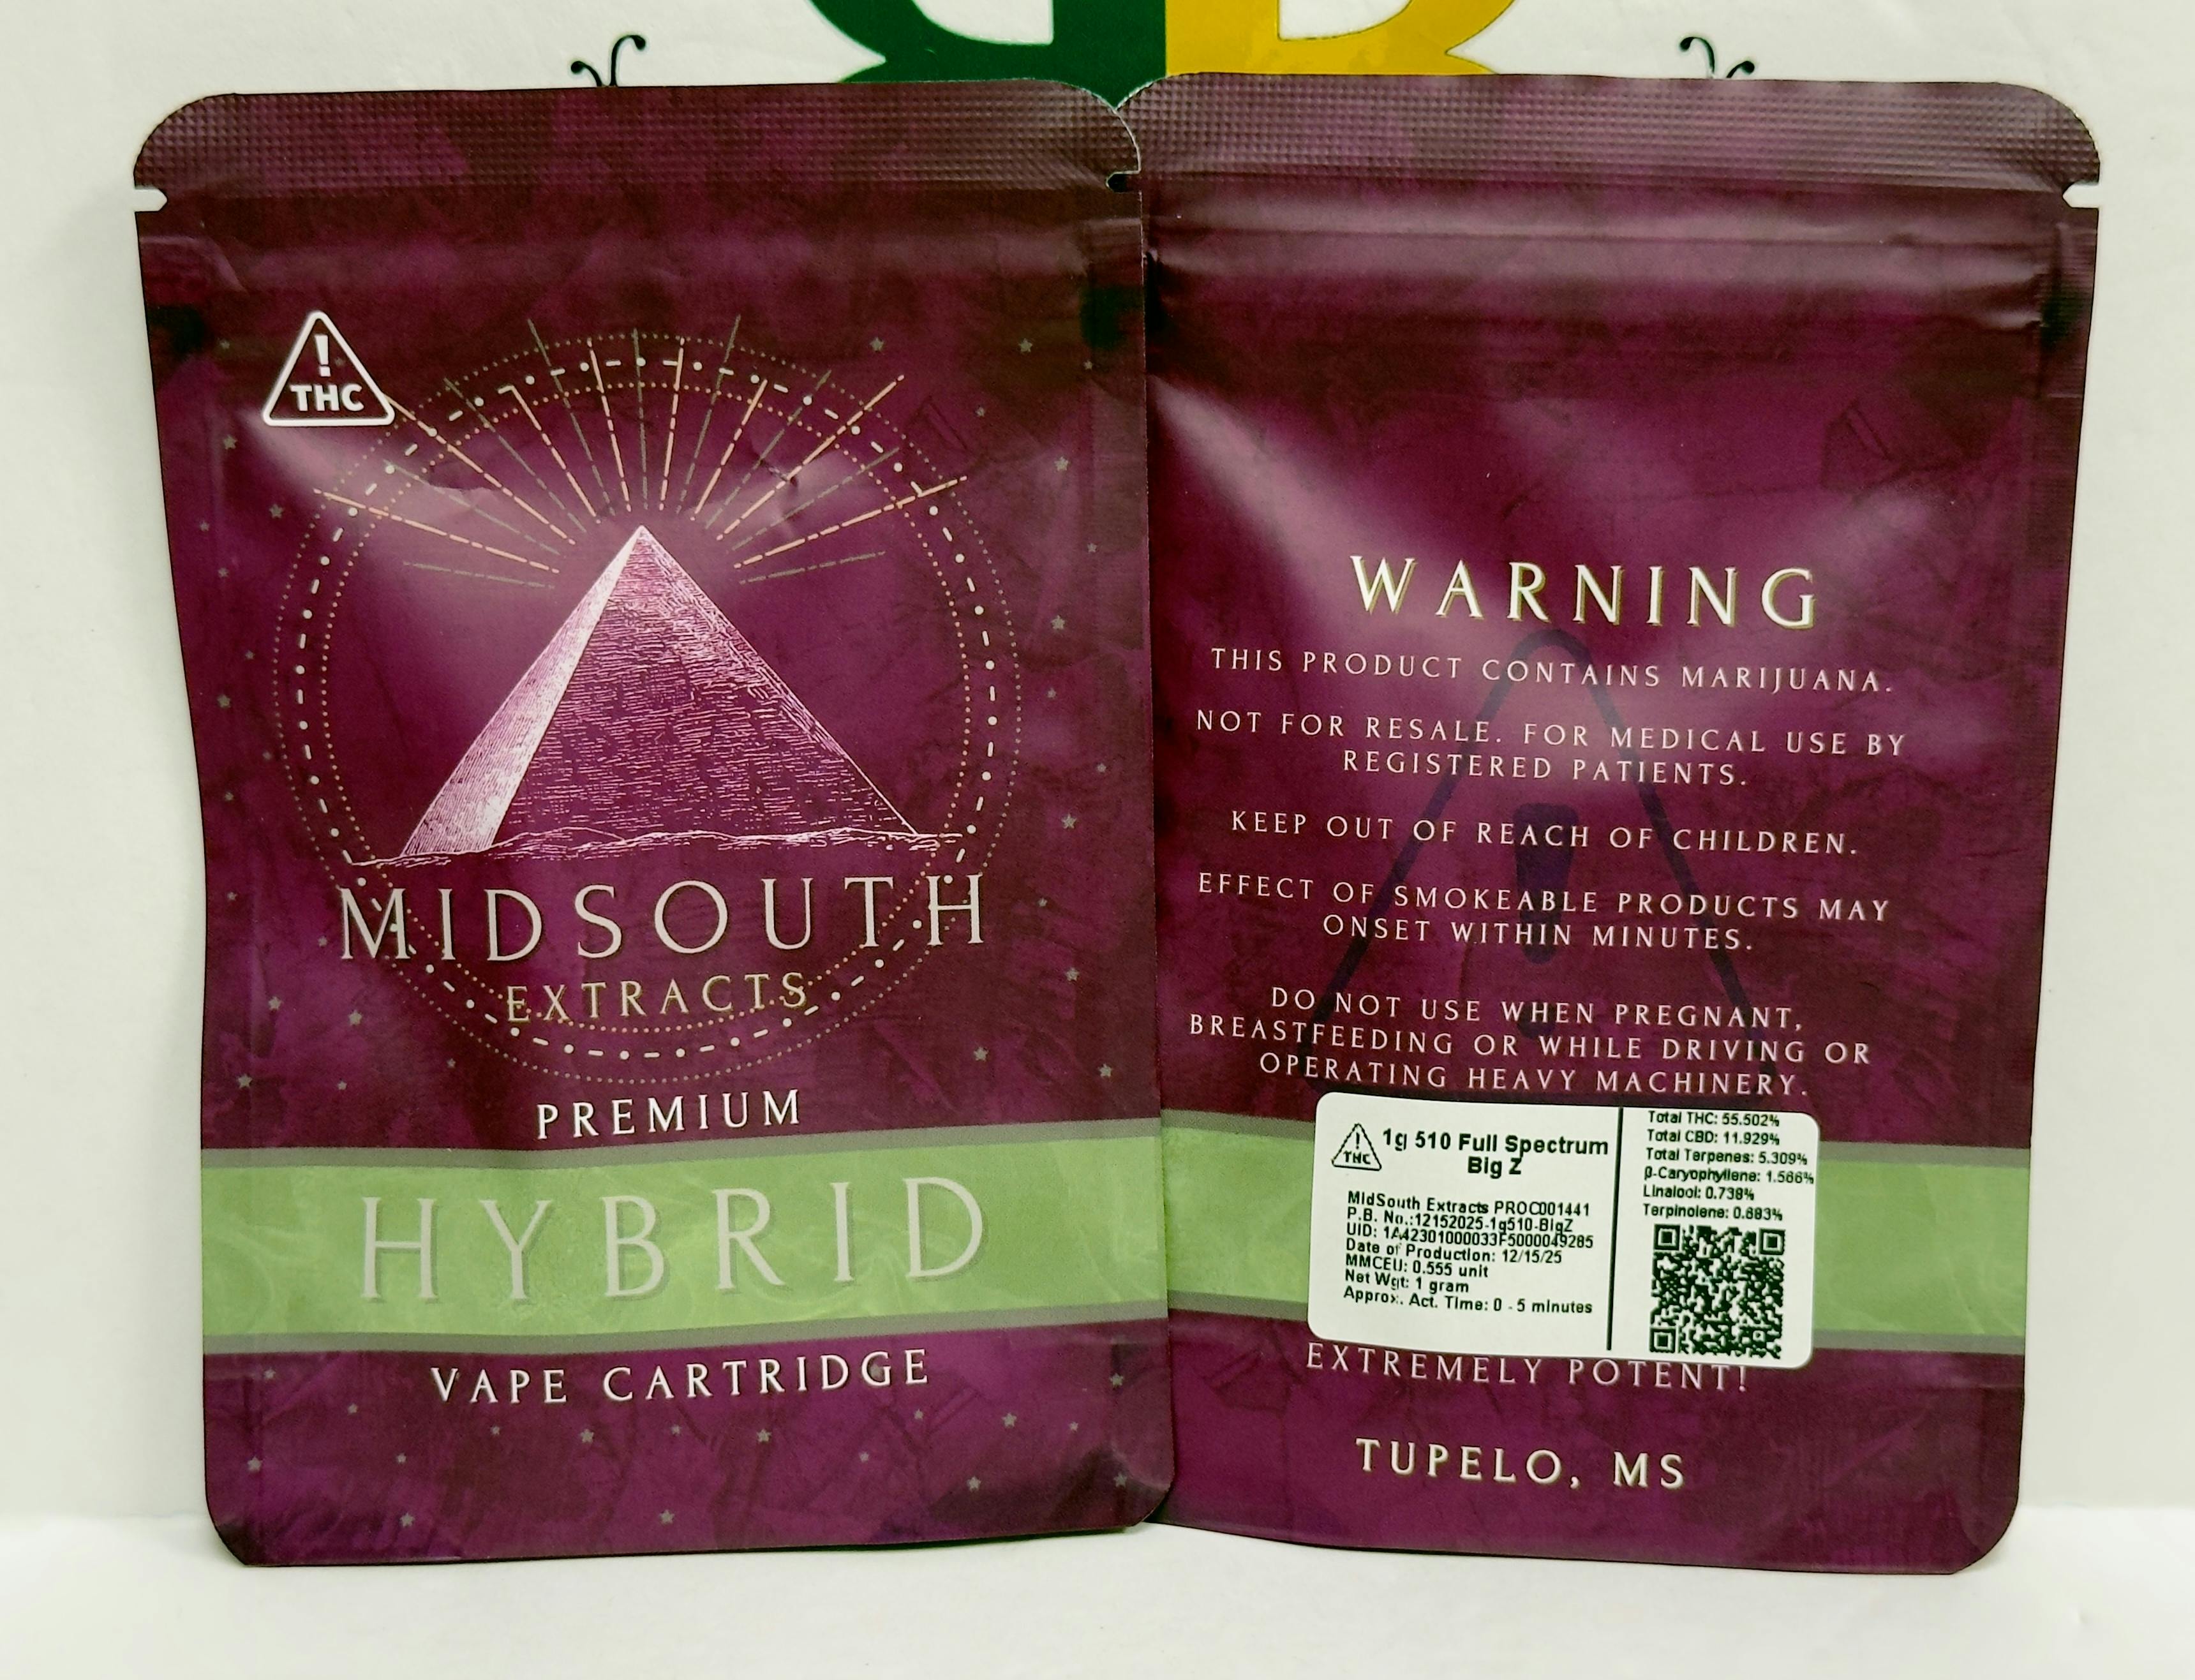 !
THC
MIDSOUTH
EXTRACTS
PREMIUM
HYBRID
VAPE CARTRIDGE
WARNING
THIS PRODUCT CONTAINS MARIJUANA.
NOT FOR RESALE. FOR MEDICAL USE BY
REGISTERED PATIENTS.
KEEP OUT OF REACH OF CHILDREN.
EFFECT OF SMOKEABLE PRODUCTS MAY
ONSET WITHIN MINUTES.
DO NOT USE WHEN PREGNANT,
BREASTFEEDING OR WHILE DRIVING OR
OPERATING HEAVY MACHINERY.
!
THC
1g 510 Full Spectrum
Big Z
MidSouth Extracts PROC001441
P.B. No.:12152025-1g510-BigZ
UID: 1A42301000033F5000049285
Date of Production: 12/15/25
MMCEU: 0.555 unit
Net Wgt: 1 gram
Approx. Act. Time: 0 - 5 minutes
Total THC: 55.502%
Total CBD: 11.929%
Total Terpenes: 5.309%
β-Caryophyllene: 1.566%
Linalool: 0.738%
Terpinolene: 0.683%
EXTREMELY POTENT!
TUPELO, MS